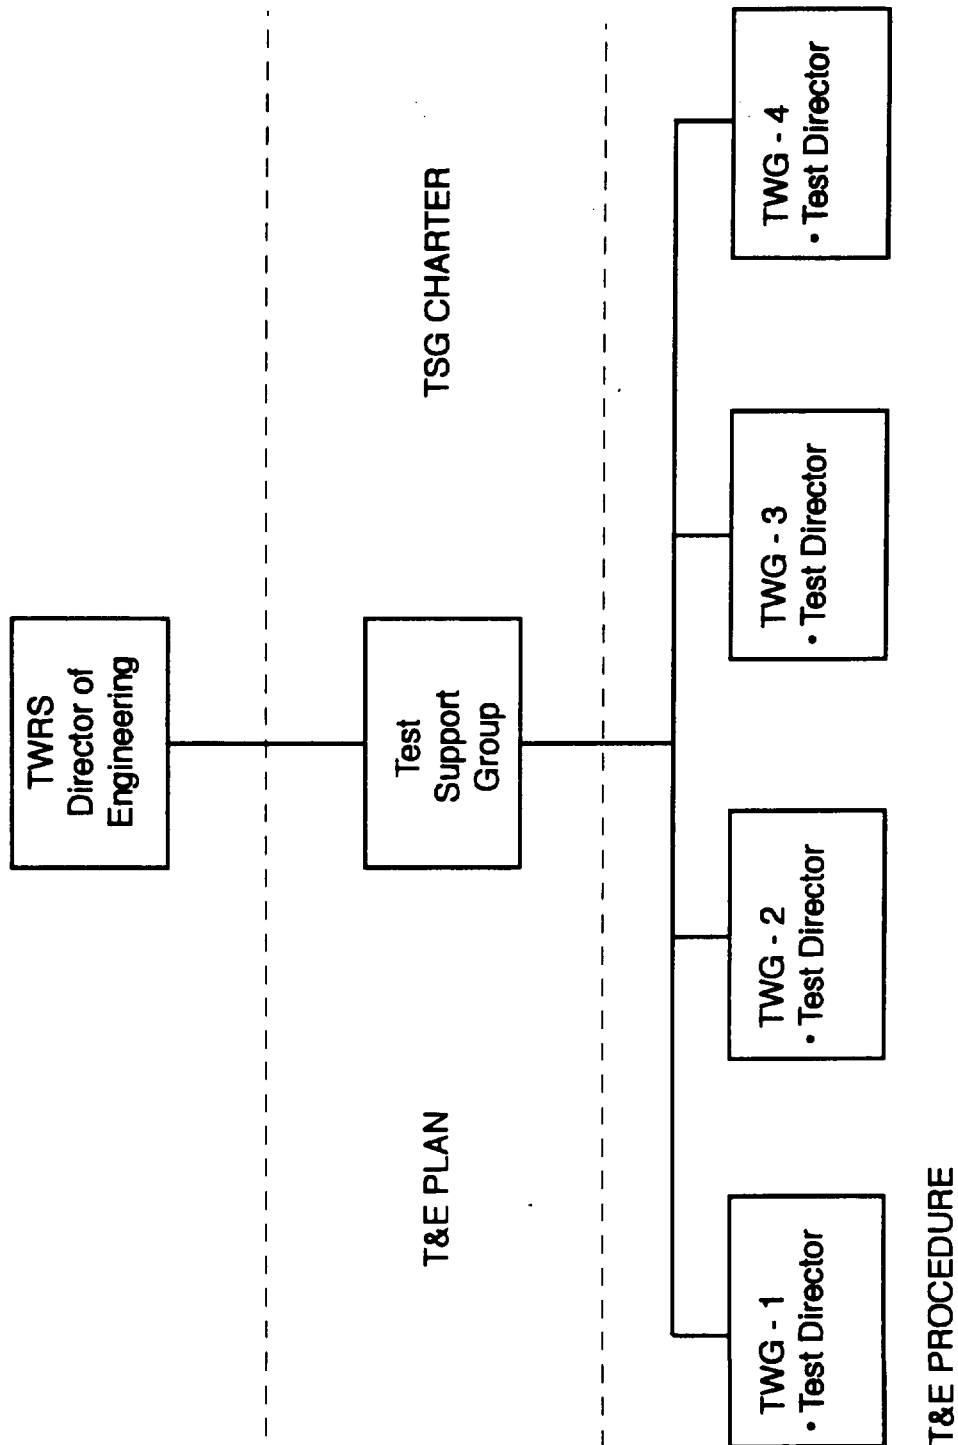 TWRS
Director of
Engineering
T&E PLAN
Test
Support
Group
TSG CHARTER
TWG - 1
• Test Director
TWG - 2
• Test Director
TWG - 3
• Test Director
TWG - 4
• Test Director
T&E PROCEDURE